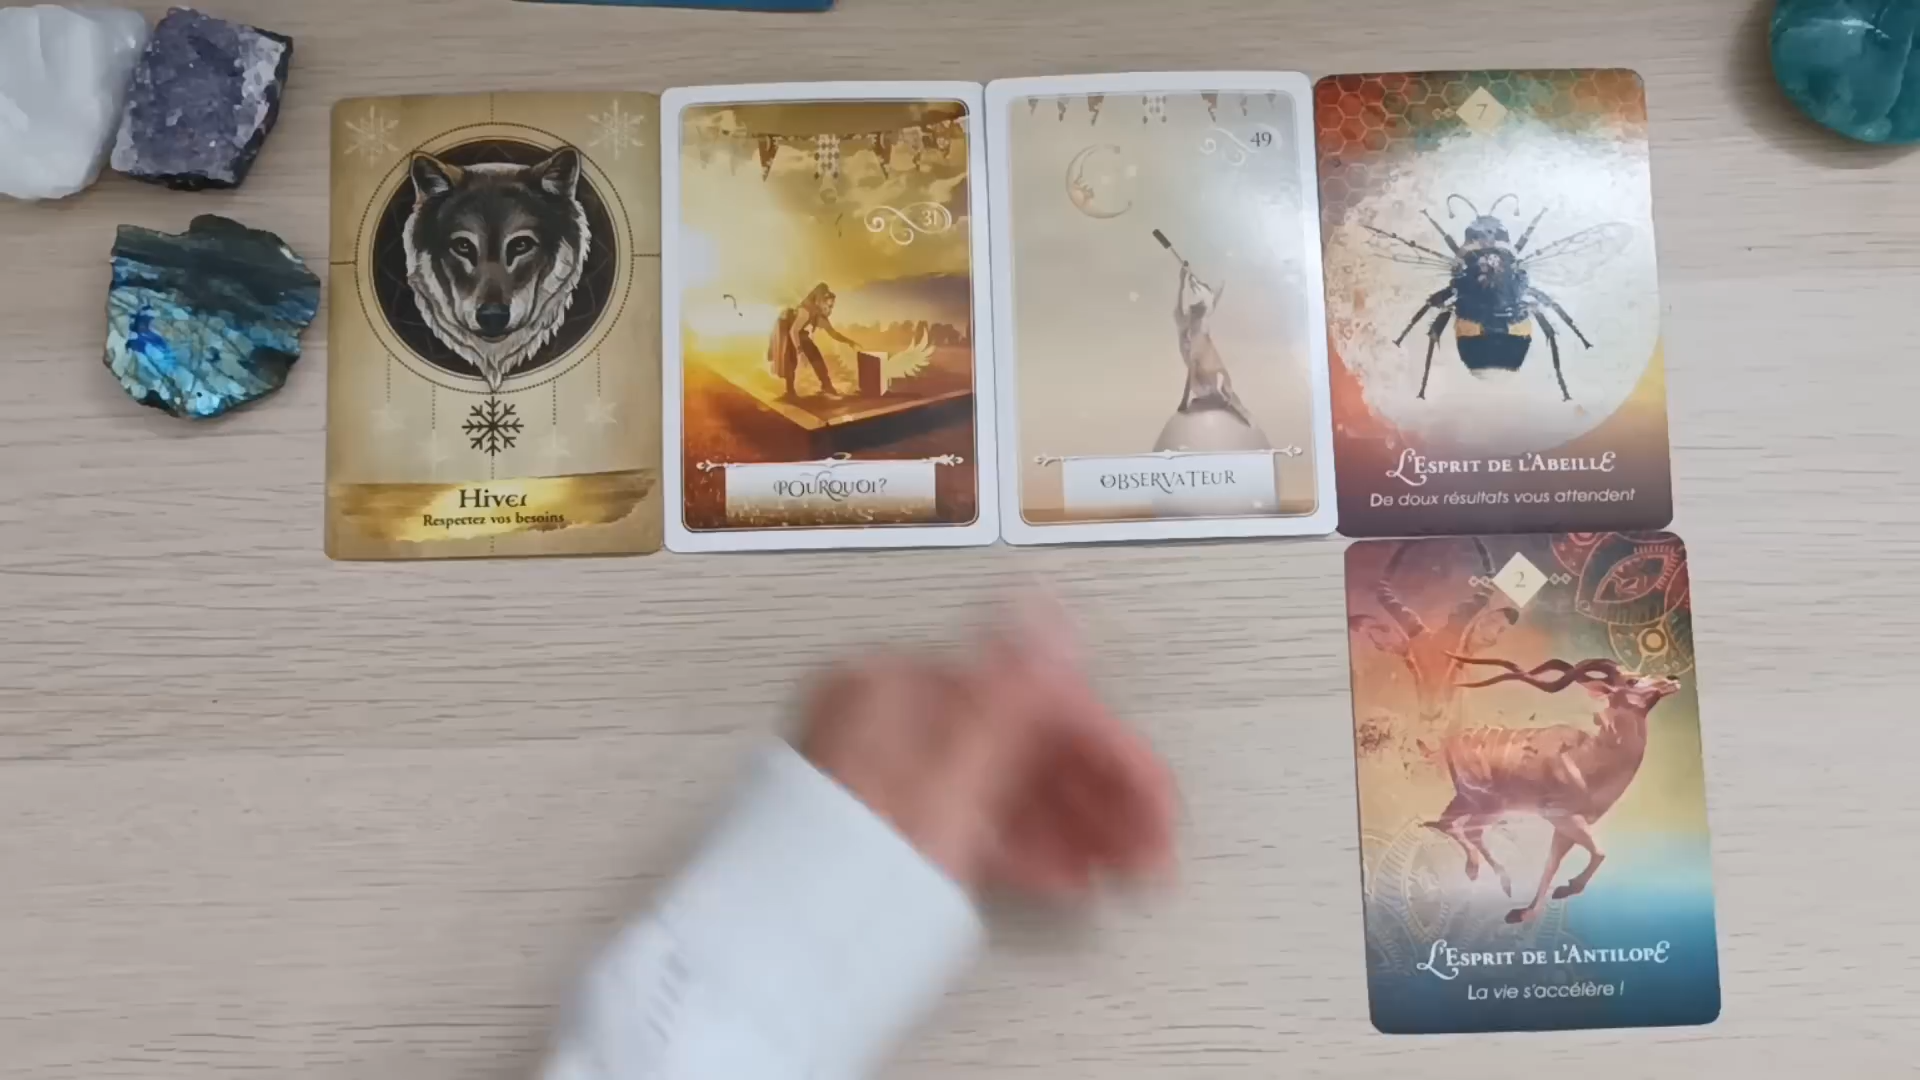 Hiver
Respectez vos besoins
31
POURQUOI?
49
OBSERVATEUR
7
L'ESPRIT DE L'ABEILLE
De doux résultats vous attendent
2
L'ESPRIT DE L'ANTILOPE
La vie s'accélère !